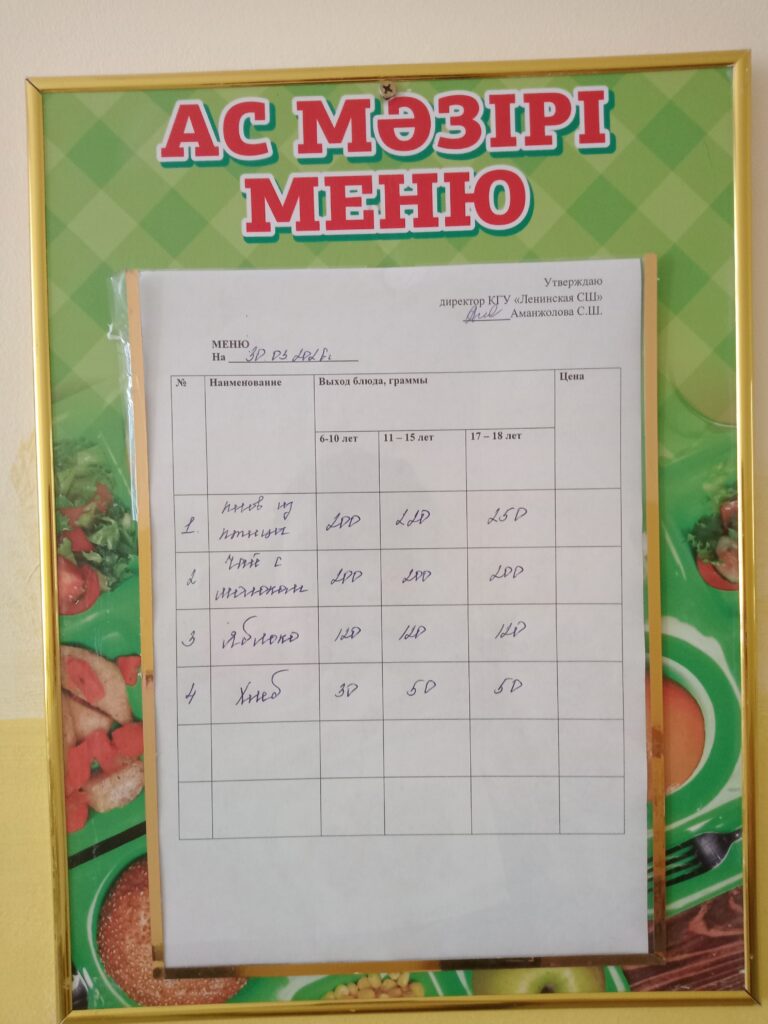 АС МӘЗІРІ
МЕНЮ
Утверждаю
директор КГУ «Ленинская СШ»
Аманжолова С.Ш.
МЕНЮ
На 30 03
№ Наименование Выход блюда, граммы Цена
6-10 лет 11 – 15 лет 17 – 18 лет
1. плов из птицы 200 220 250
2 Чай с молоком 200 200 200
3 Яблоко 120 120 120
4 Хлеб 30 50 50